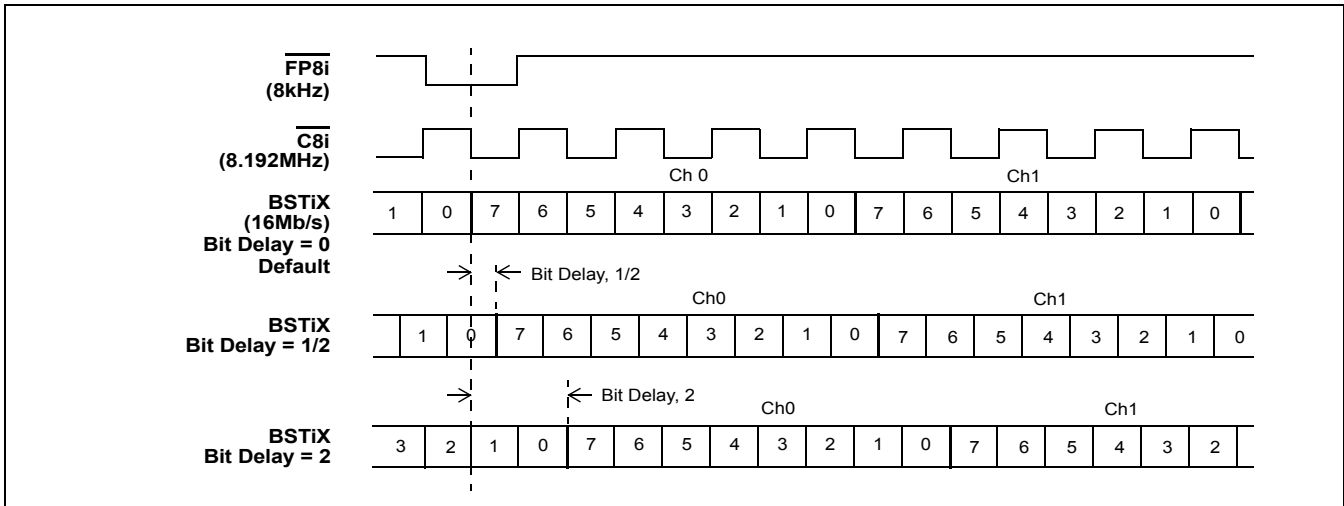 FP8i
(8kHz)
C8i
(8.192MHz)
Ch 0 Ch1
BSTiX
(16Mb/s)
Bit Delay = 0
Default
1 0 7 6 5 4 3 2 1 0 7 6 5 4 3 2 1 0
Bit Delay, 1/2
Ch0 Ch1
BSTiX
Bit Delay = 1/2
1 0 7 6 5 4 3 2 1 0 7 6 5 4 3 2 1 0
Bit Delay, 2
Ch0 Ch1
BSTiX
Bit Delay = 2
3 2 1 0 7 6 5 4 3 2 1 0 7 6 5 4 3 2